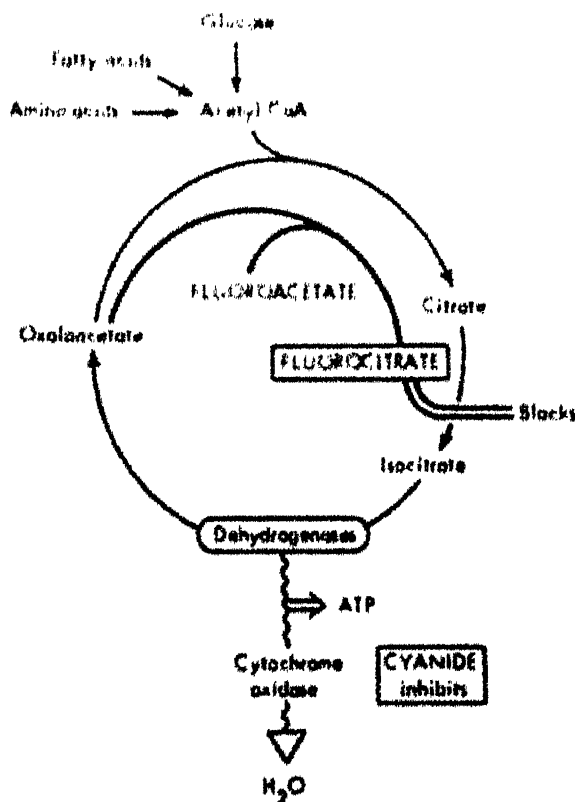 Glucose
Fatty acids
Amino acids
Acetyl CoA
FLUOROACETATE
Citrate
Oxaloacetate
FLUOROCITRATE
Blocks
Isocitrate
Dehydrogenases
ATP
Cytochrome
oxidase
CYANIDE
inhibits
H₂O